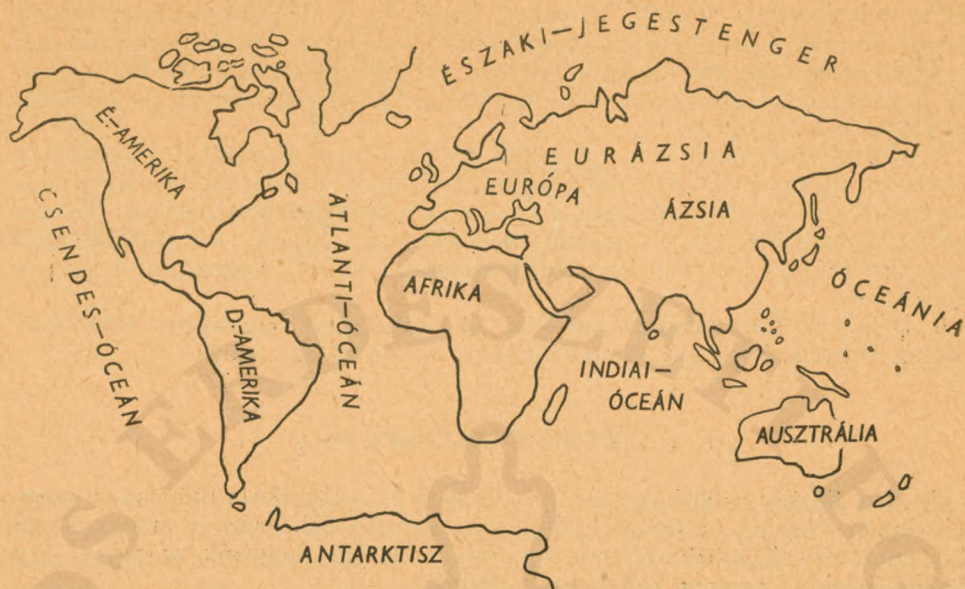 ÉSZAKI–JEGESTENGER
É.-AMERIKA
EURÁZSIA
EURÓPA
ÁZSIA
CSENDES–ÓCEÁN
ATLANTI–ÓCEÁN
AFRIKA
ÓCEÁNIA
D.-AMERIKA
INDIAI–
ÓCEÁN
AUSZTRÁLIA
ANTARKTISZ